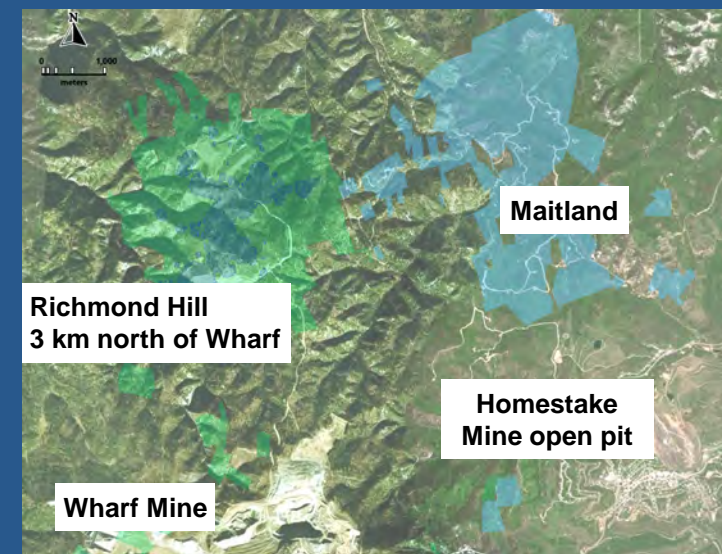 N
0 1,000
meters
Maitland
Richmond Hill
3 km north of Wharf
Homestake
Mine open pit
Wharf Mine